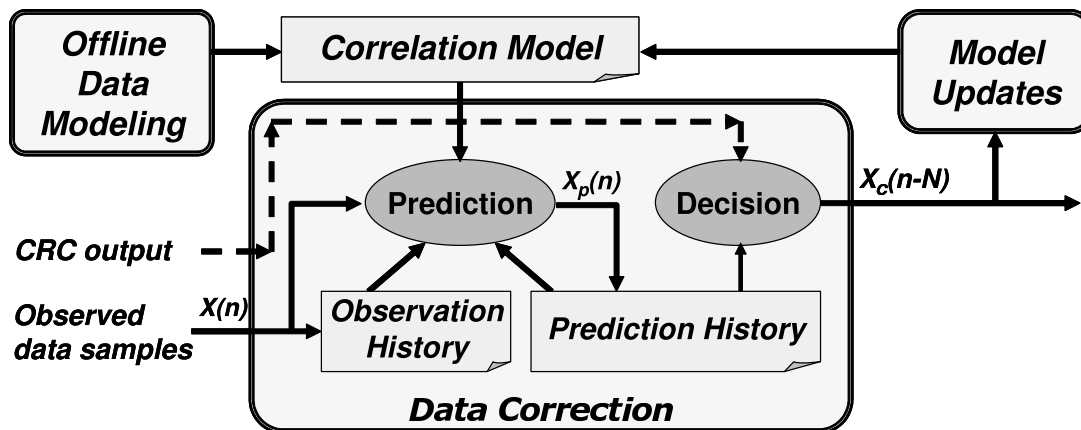 Offline
Data
Modeling
Correlation Model
Model
Updates
Prediction
X_p(n)
Decision
X_c(n-N)
CRC output
X(n)
Observed
data samples
Observation
History
Prediction History
Data Correction